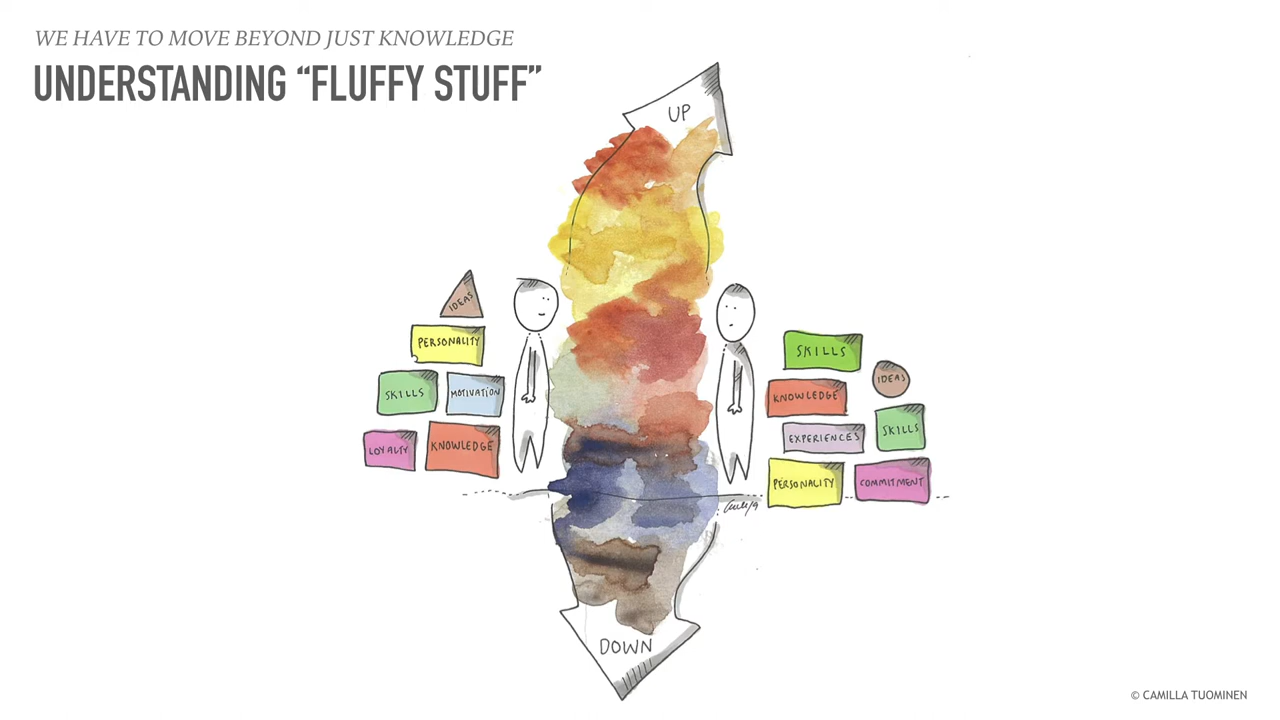 WE HAVE TO MOVE BEYOND JUST KNOWLEDGE
UNDERSTANDING “FLUFFY STUFF”
UP
IDEAS
PERSONALITY
SKILLS
MOTIVATION
LOYALTY
KNOWLEDGE
SKILLS
IDEAS
KNOWLEDGE
SKILLS
EXPERIENCES
PERSONALITY
COMMITMENT
DOWN
© CAMILLA TUOMINEN